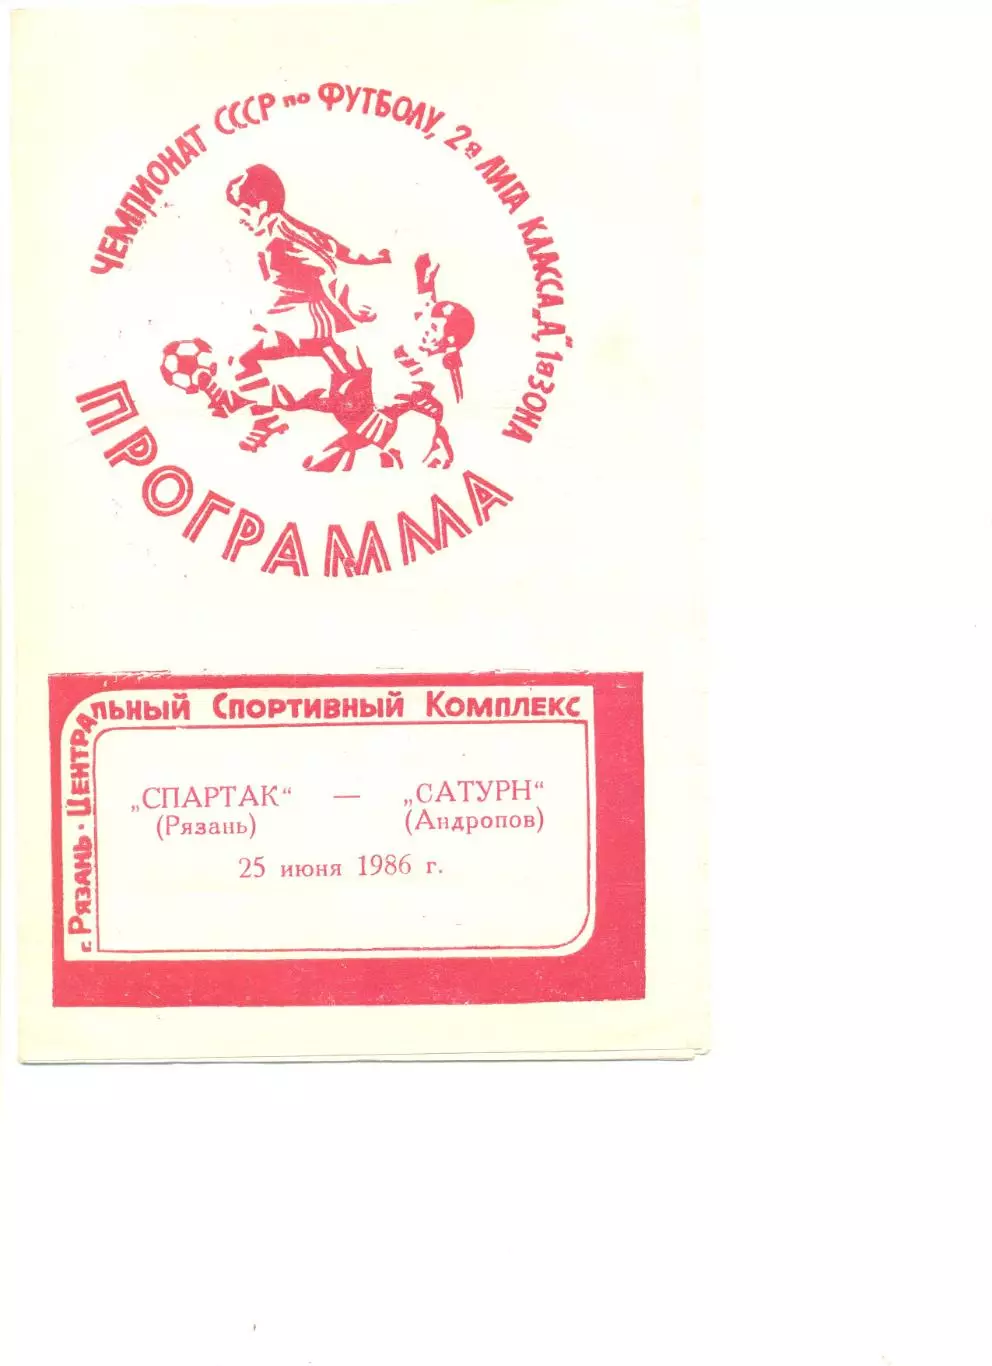 ЧЕМПИОНАТ СССР по ФУТБОЛУ, 2я ЛИГА КЛАССА „А", 1я ЗОНА
ПРОГРАММА
г. Рязань · Центральный Спортивный Комплекс
„СПАРТАК" — „САТУРН"
(Рязань) (Андропов)
25 июня 1986 г.